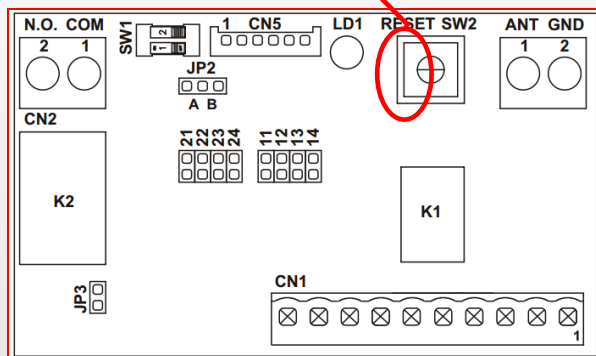 N.O. COM
SW1
1 CN5
LD1
RESET SW2
ANT GND
2 1
2
1
1 2
JP2
A B
CN2
21 22 23 24
11 12 13 14
K2
K1
JP3
CN1
1